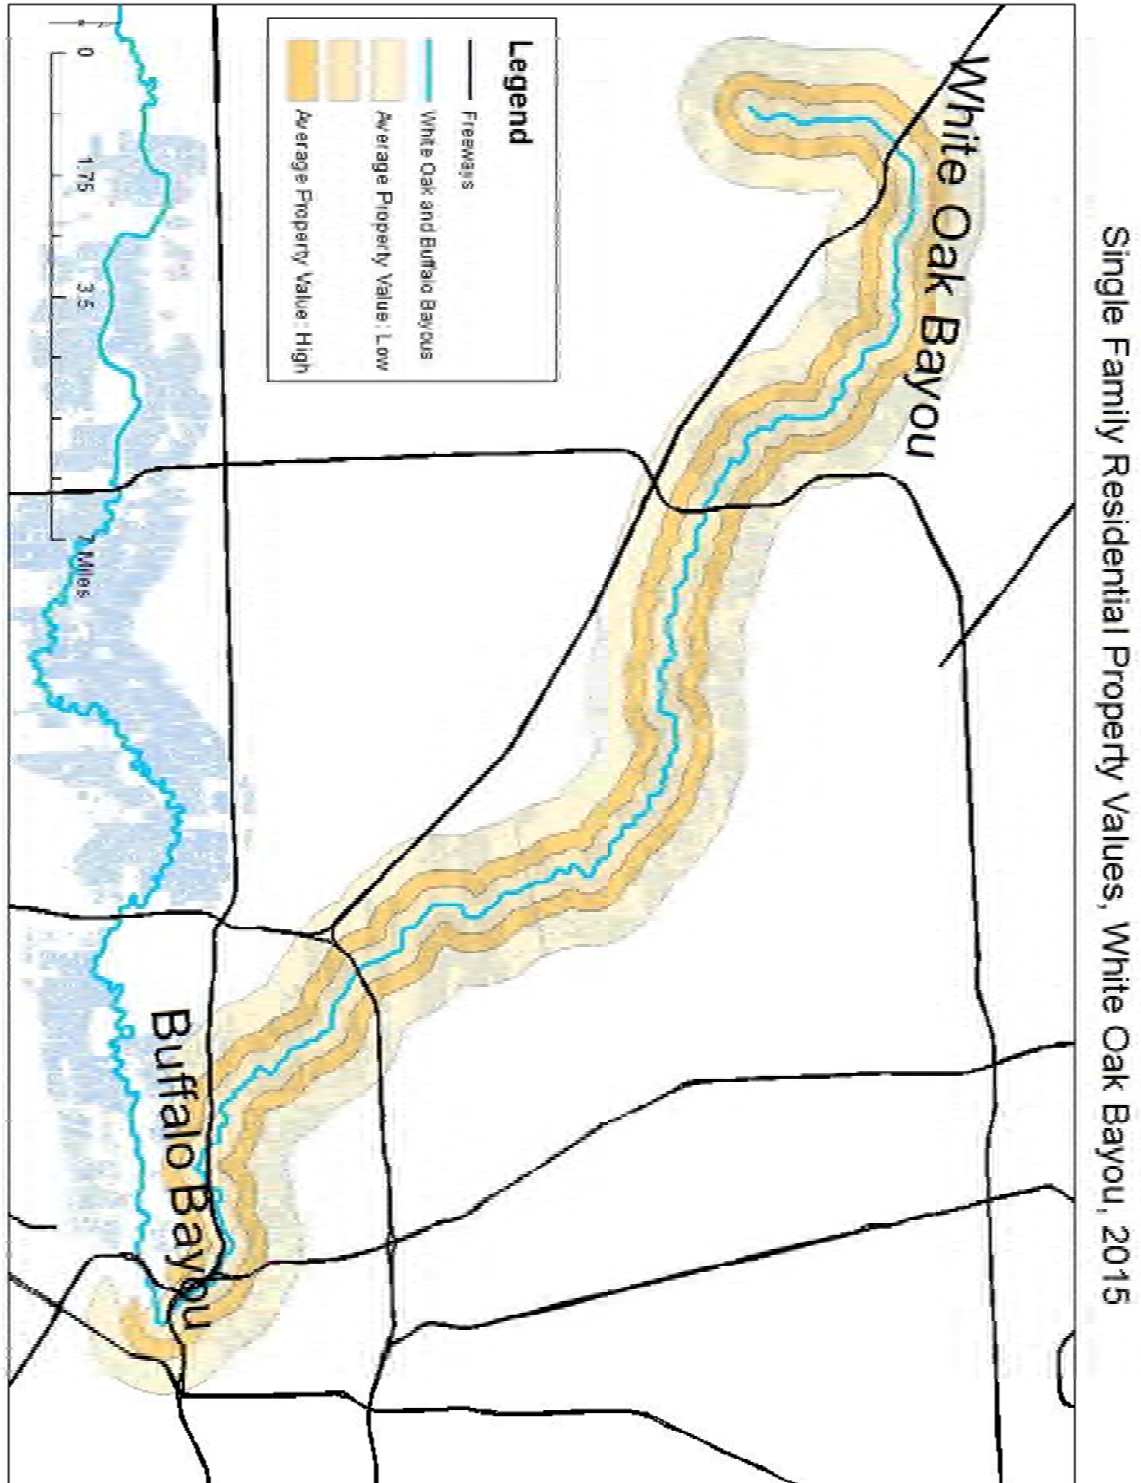 Single Family Residential Property Values, White Oak Bayou, 2015
White Oak Bayou
Legend
Freeways
White Oak and Buffalo Bayous
Average Property Value: Low
Average Property Value: High
Buffalo Bayou
0 1.75 3.5 7 Miles